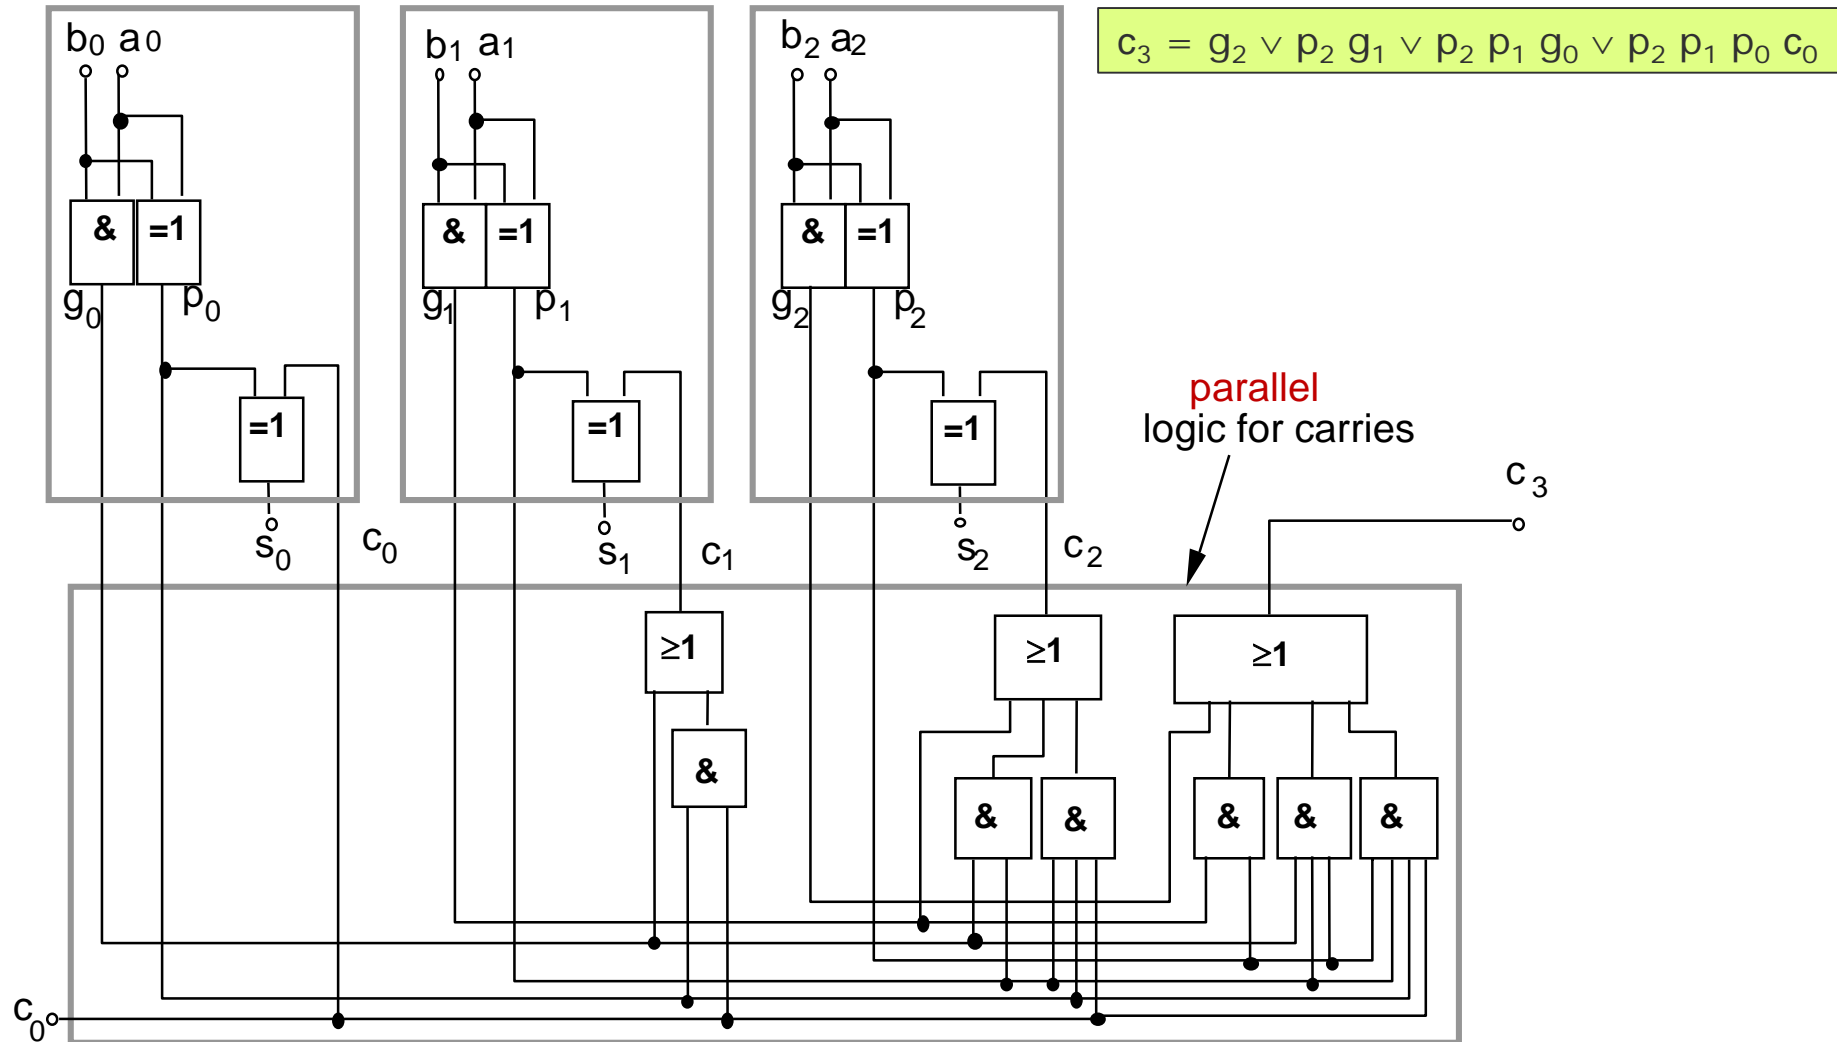 b0 a0
b1 a1
b2 a2
c3 = g2 ∨ p2 g1 ∨ p2 p1 g0 ∨ p2 p1 p0 c0
& =1
& =1
& =1
g0 p0
g1 p1
g2 p2
=1
=1
=1
parallel
logic for carries
c3
s0 c0
s1 c1
s2 c2
≥1
≥1
≥1
&
& &
& & &
c0